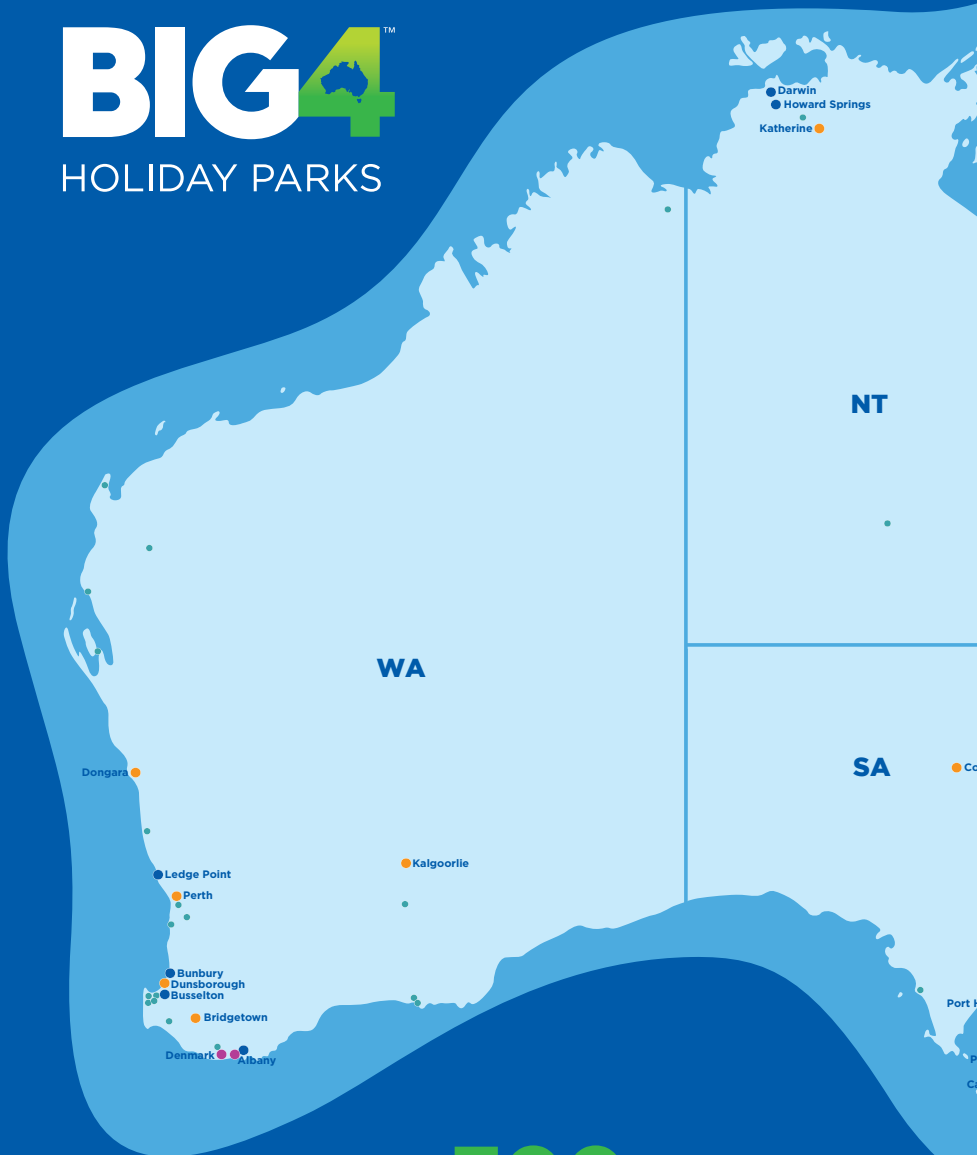 BIG4™
HOLIDAY PARKS
Darwin
Howard Springs
Katherine
NT
WA
SA
Dongara
Kalgoorlie
Ledge Point
Perth
Bunbury
Dunsborough
Busselton
Bridgetown
Port
Denmark
Albany